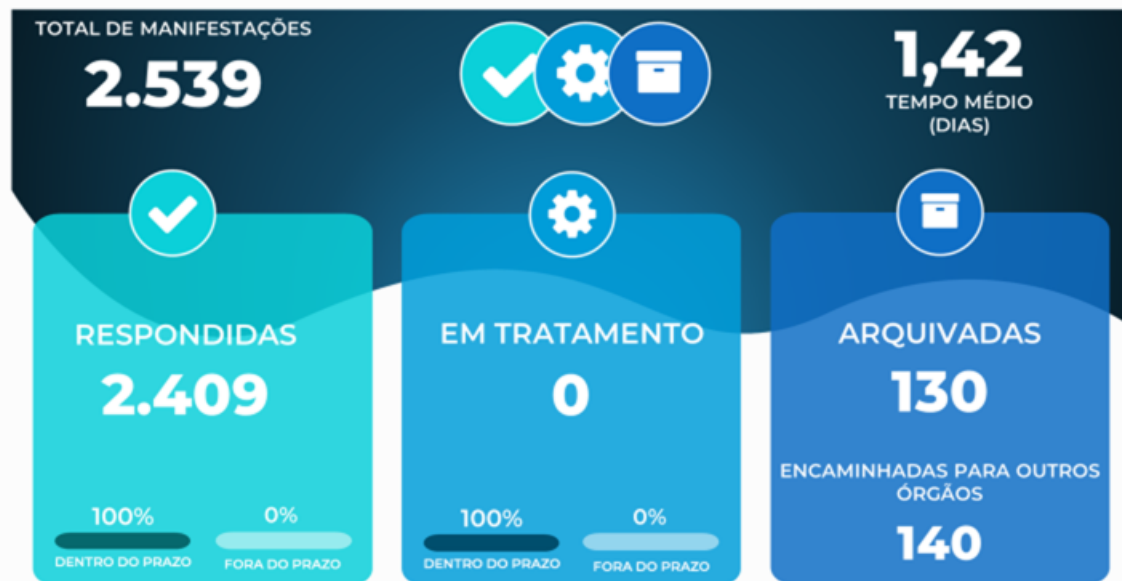 TOTAL DE MANIFESTAÇÕES
2.539
1,42
TEMPO MÉDIO
(DIAS)
RESPONDIDAS
2.409
100%
DENTRO DO PRAZO
0%
FORA DO PRAZO
EM TRATAMENTO
0
100%
DENTRO DO PRAZO
0%
FORA DO PRAZO
ARQUIVADAS
130
ENCAMINHADAS PARA OUTROS
ÓRGÃOS
140